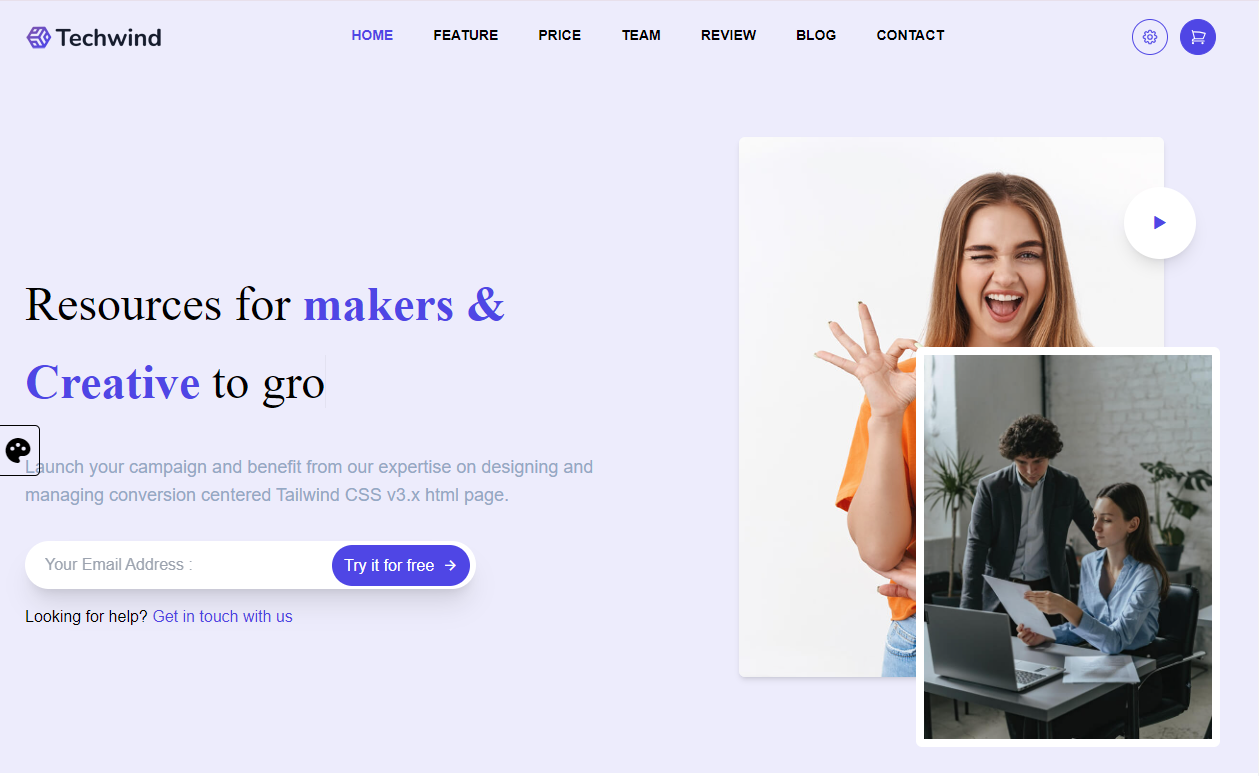 Techwind
HOME FEATURE PRICE TEAM REVIEW BLOG CONTACT
Resources for makers &
Creative to gro
Launch your campaign and benefit from our expertise on designing and
managing conversion centered Tailwind CSS v3.x html page.
Your Email Address :
Try it for free
Looking for help? Get in touch with us